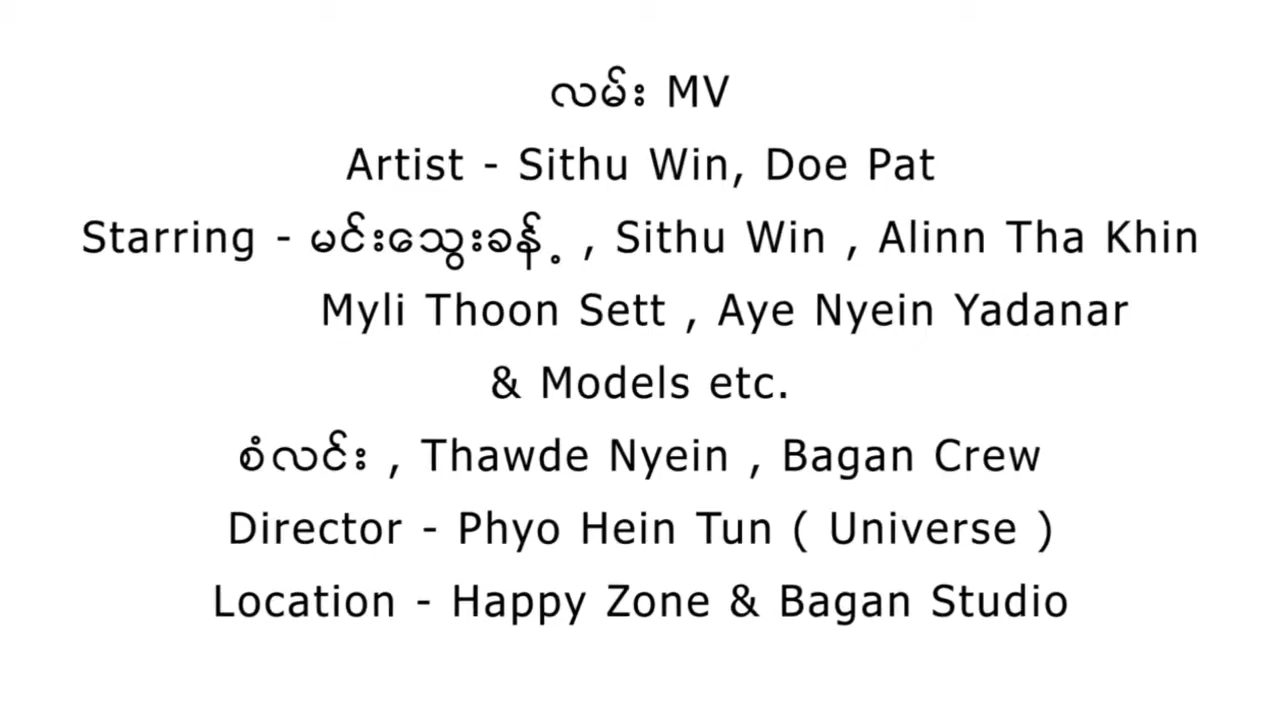 လမ်း MV
Artist - Sithu Win, Doe Pat
Starring - မင်းသွေးခန့် , Sithu Win , Alinn Tha Khin
Myli Thoon Sett , Aye Nyein Yadanar
& Models etc.
စံလင်း , Thawde Nyein , Bagan Crew
Director - Phyo Hein Tun ( Universe )
Location - Happy Zone & Bagan Studio